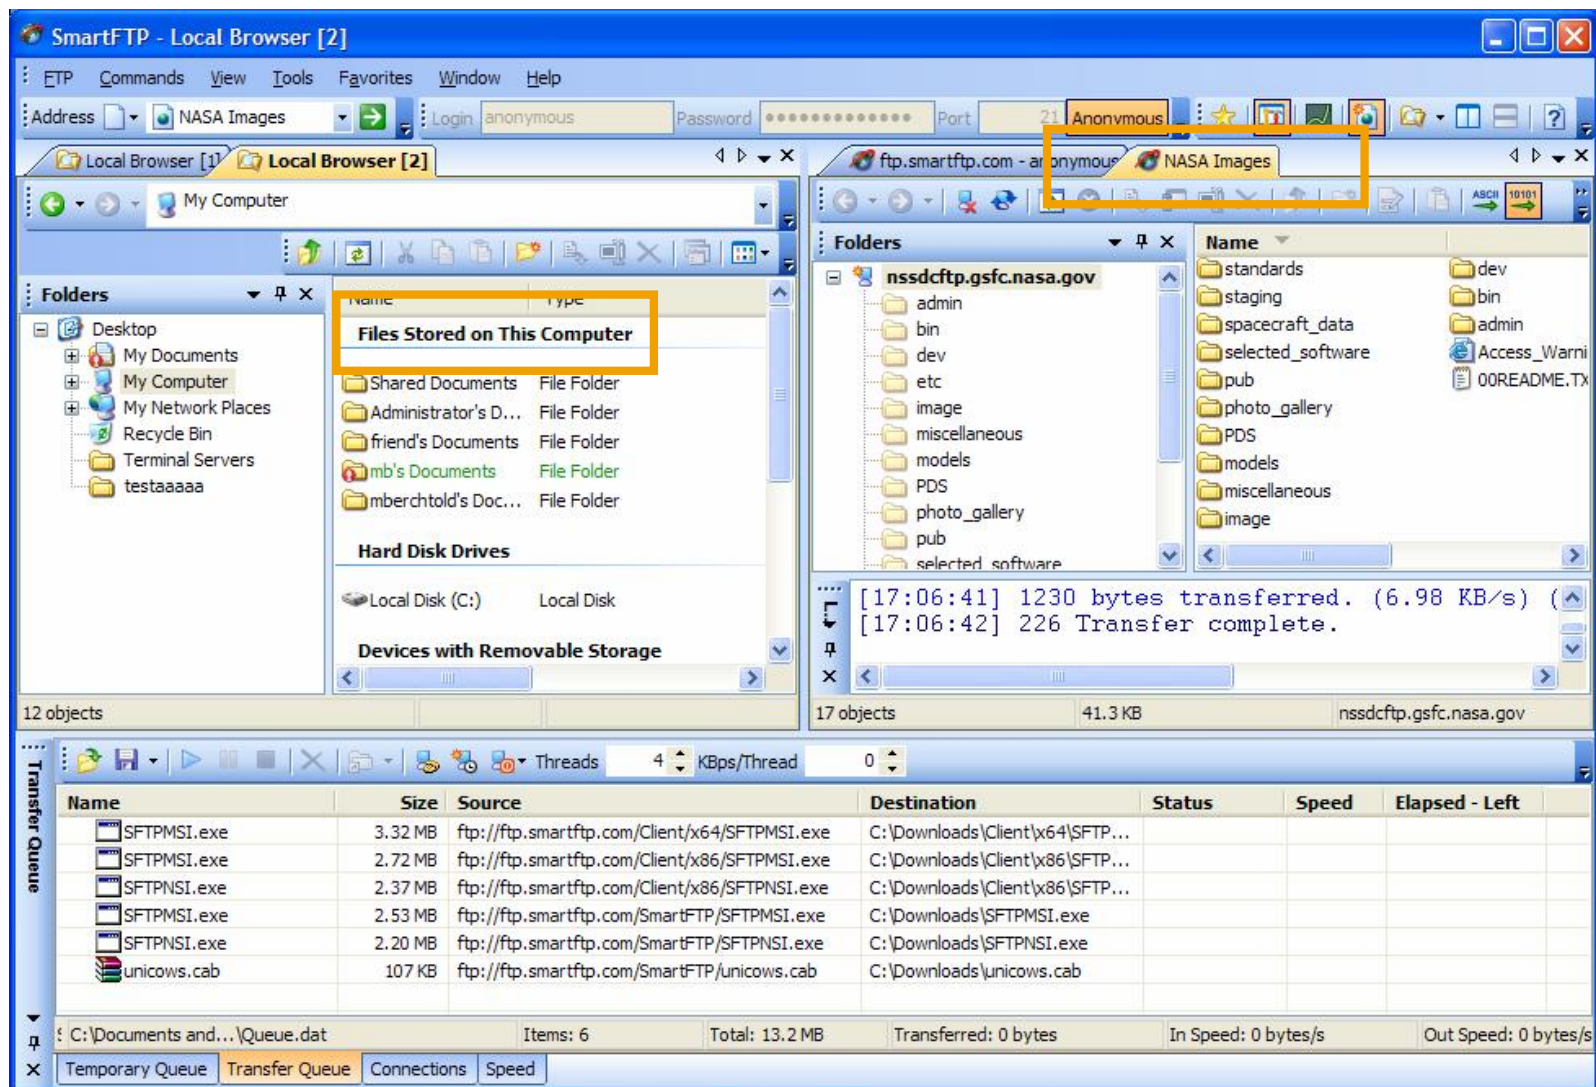 SmartFTP - Local Browser [2]
FTP Commands View Tools Favorites Window Help
Address NASA Images Login anonymous Password Port 21 Anonymous
Local Browser [1] Local Browser [2]
ftp.smartftp.com - anonymous NASA Images
My Computer
ASCII 10101
Folders
Desktop
My Documents
My Computer
My Network Places
Recycle Bin
Terminal Servers
testaaaaa
Name Type
Files Stored on This Computer
Shared Documents File Folder
Administrator's D... File Folder
friend's Documents File Folder
mb's Documents File Folder
mberchtold's Doc... File Folder
Hard Disk Drives
Local Disk (C:) Local Disk
Devices with Removable Storage
12 objects
Folders
nssdcftp.gsfc.nasa.gov
admin
bin
dev
etc
image
miscellaneous
models
PDS
photo_gallery
pub
selected_software
Name
standards dev
staging bin
spacecraft_data admin
selected_software Access_Warni
pub 00README.TX
photo_gallery
PDS
models
miscellaneous
image
[17:06:41] 1230 bytes transferred. (6.98 KB/s) (
[17:06:42] 226 Transfer complete.
17 objects 41.3 KB nssdcftp.gsfc.nasa.gov
Transfer Queue
Threads 4 KBps/Thread 0
Name Size Source Destination Status Speed Elapsed - Left
SFTPMSI.exe 3.32 MB ftp://ftp.smartftp.com/Client/x64/SFTPMSI.exe C:\Downloads\Client\x64\SFTP...
SFTPMSI.exe 2.72 MB ftp://ftp.smartftp.com/Client/x86/SFTPMSI.exe C:\Downloads\Client\x86\SFTP...
SFTPNSI.exe 2.37 MB ftp://ftp.smartftp.com/Client/x86/SFTPNSI.exe C:\Downloads\Client\x86\SFTP...
SFTPMSI.exe 2.53 MB ftp://ftp.smartftp.com/SmartFTP/SFTPMSI.exe C:\Downloads\SFTPMSI.exe
SFTPNSI.exe 2.20 MB ftp://ftp.smartftp.com/SmartFTP/SFTPNSI.exe C:\Downloads\SFTPNSI.exe
unicows.cab 107 KB ftp://ftp.smartftp.com/SmartFTP/unicows.cab C:\Downloads\unicows.cab
C:\Documents and...\Queue.dat Items: 6 Total: 13.2 MB Transferred: 0 bytes In Speed: 0 bytes/s Out Speed: 0 bytes/s
Temporary Queue Transfer Queue Connections Speed